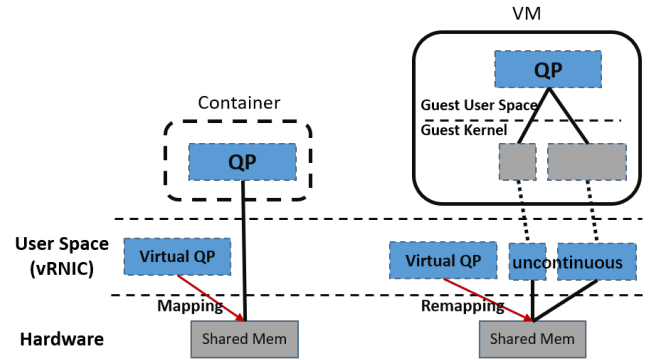 VM
QP
Guest User Space
Guest Kernel
Container
QP
User Space
(vRNIC)
Virtual QP
Virtual QP
uncontinuous
Mapping
Remapping
Hardware
Shared Mem
Shared Mem